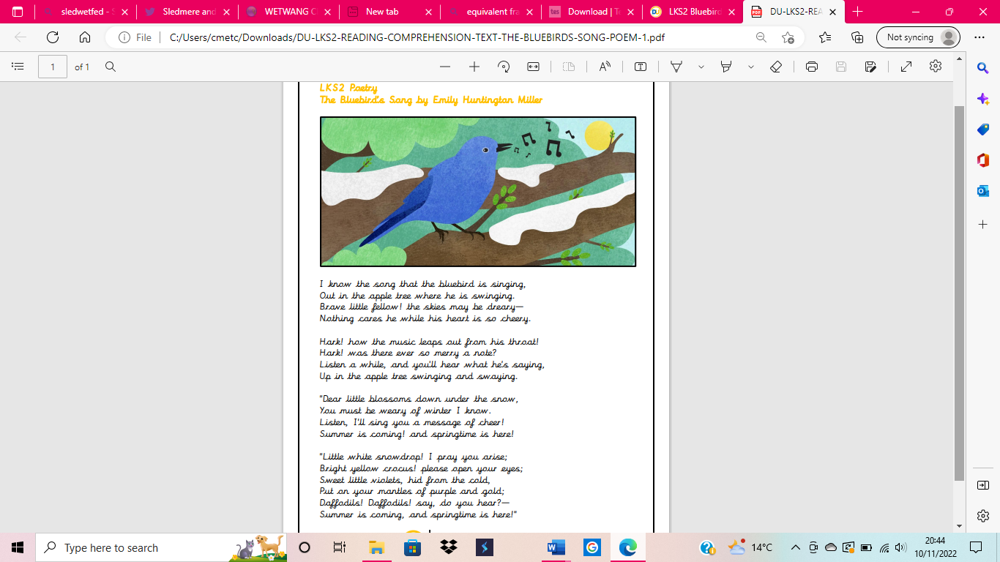 sledwetfed - S
Sledmere and
WETWANG C
New tab
equivalent fra
tes
Download | Te
DU
LKS2 Bluebird
PDF
DU-LKS2-REA
File
C:/Users/cmetc/Downloads/DU-LKS2-READING-COMPREHENSION-TEXT-THE-BLUEBIRDS-SONG-POEM-1.pdf
Not syncing
1
of 1
LKS2 Poetry
The Bluebird's Song by Emily Huntington Miller
I know the song that the bluebird is singing,
Out in the apple tree where he is swinging.
Brave little fellow! the skies may be dreary—
Nothing cares he while his heart is so cheery.
Hark! how the music leaps out from his throat!
Hark! was there ever so merry a note?
Listen a while, and you'll hear what he's saying,
Up in the apple tree swinging and swaying.
"Dear little blossoms down under the snow,
You must be weary of winter I know.
Listen, I'll sing you a message of cheer!
Summer is coming! and springtime is here!
"Little white snowdrop! I pray you arise;
Bright yellow crocus! please open your eyes;
Sweet little violets, hid from the cold,
Put on your mantles of purple and gold;
Daffodils! Daffodils! say, do you hear?—
Summer is coming, and springtime is here!"
Type here to search
14°C
20:44
10/11/2022